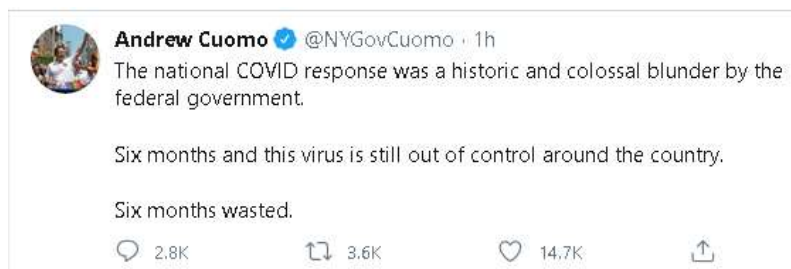 Andrew Cuomo @NYGovCuomo · 1h
The national COVID response was a historic and colossal blunder by the
federal government.
Six months and this virus is still out of control around the country.
Six months wasted.
2.8K 3.6K 14.7K